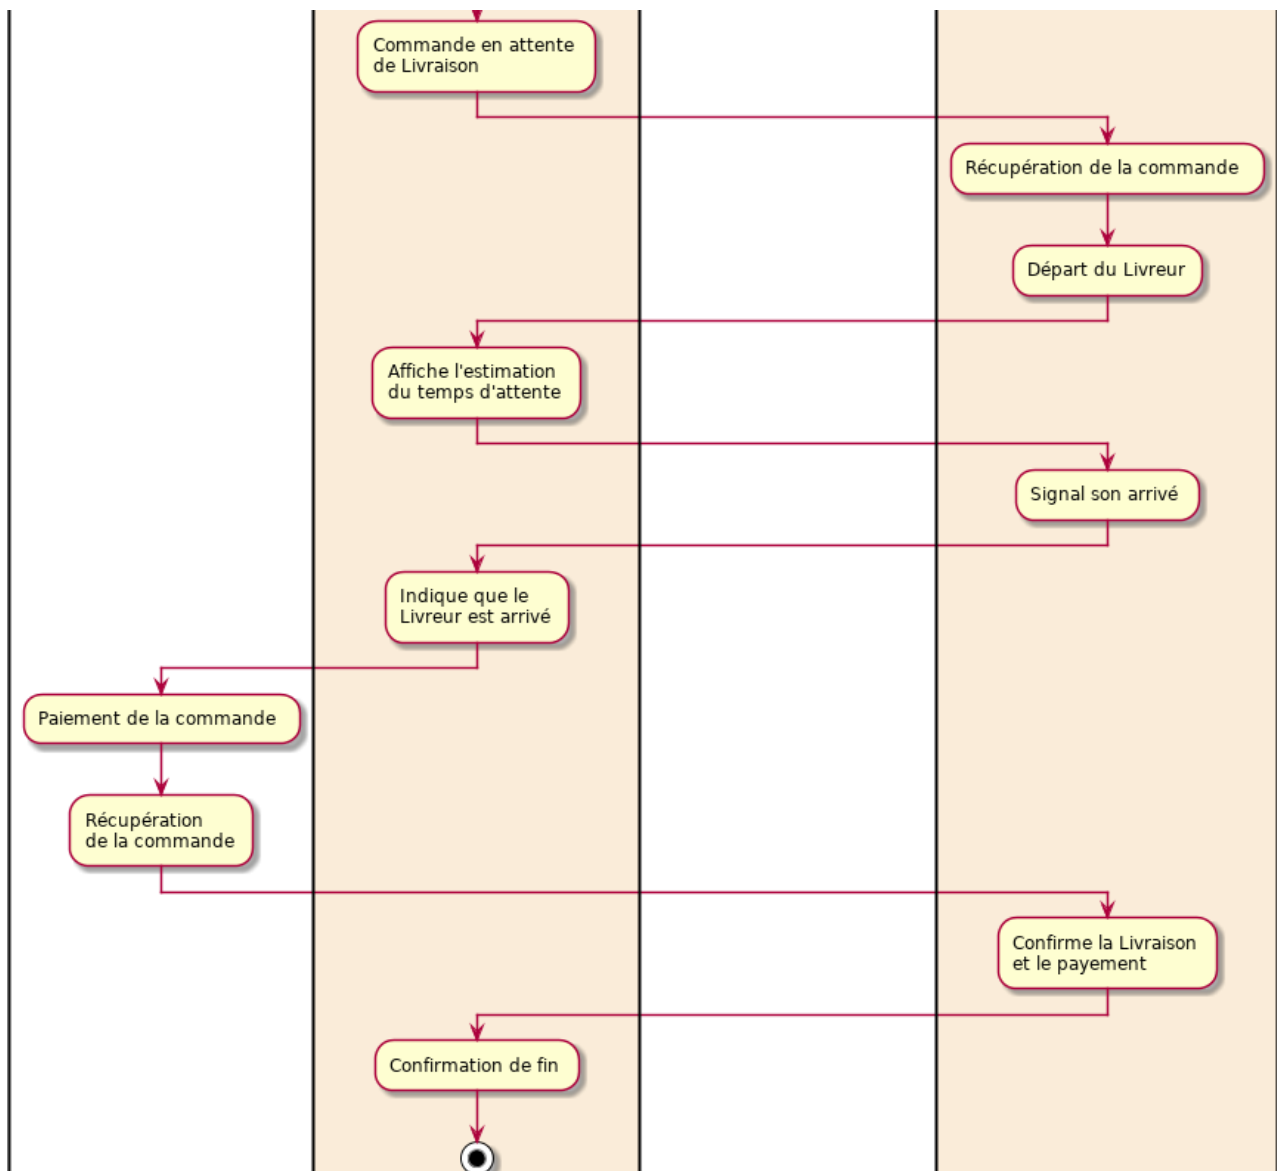 Commande en attente
de Livraison
Récupération de la commande
Départ du Livreur
Affiche l'estimation
du temps d'attente
Signal son arrivé
Indique que le
Livreur est arrivé
Paiement de la commande
Récupération
de la commande
Confirme la Livraison
et le payement
Confirmation de fin